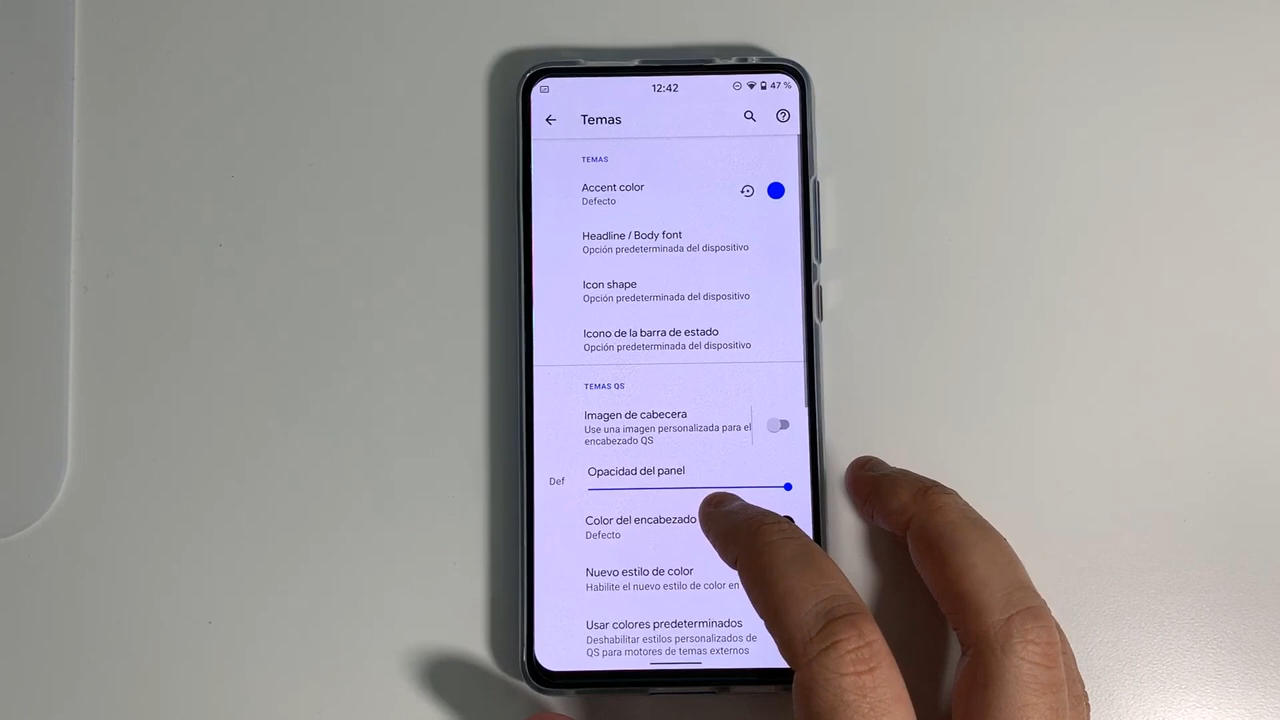 12:42
47 %
Temas
TEMAS
Accent color
Defecto
Headline / Body font
Opción predeterminada del dispositivo
Icon shape
Opción predeterminada del dispositivo
Icono de la barra de estado
Opción predeterminada del dispositivo
TEMAS QS
Imagen de cabecera
Use una imagen personalizada para el
encabezado QS
Opacidad del panel
Def
Color del encabezado
Defecto
Nuevo estilo de color
Habilite el nuevo estilo de color en
Usar colores predeterminados
Deshabilitar estilos personalizados de
QS para motores de temas externos